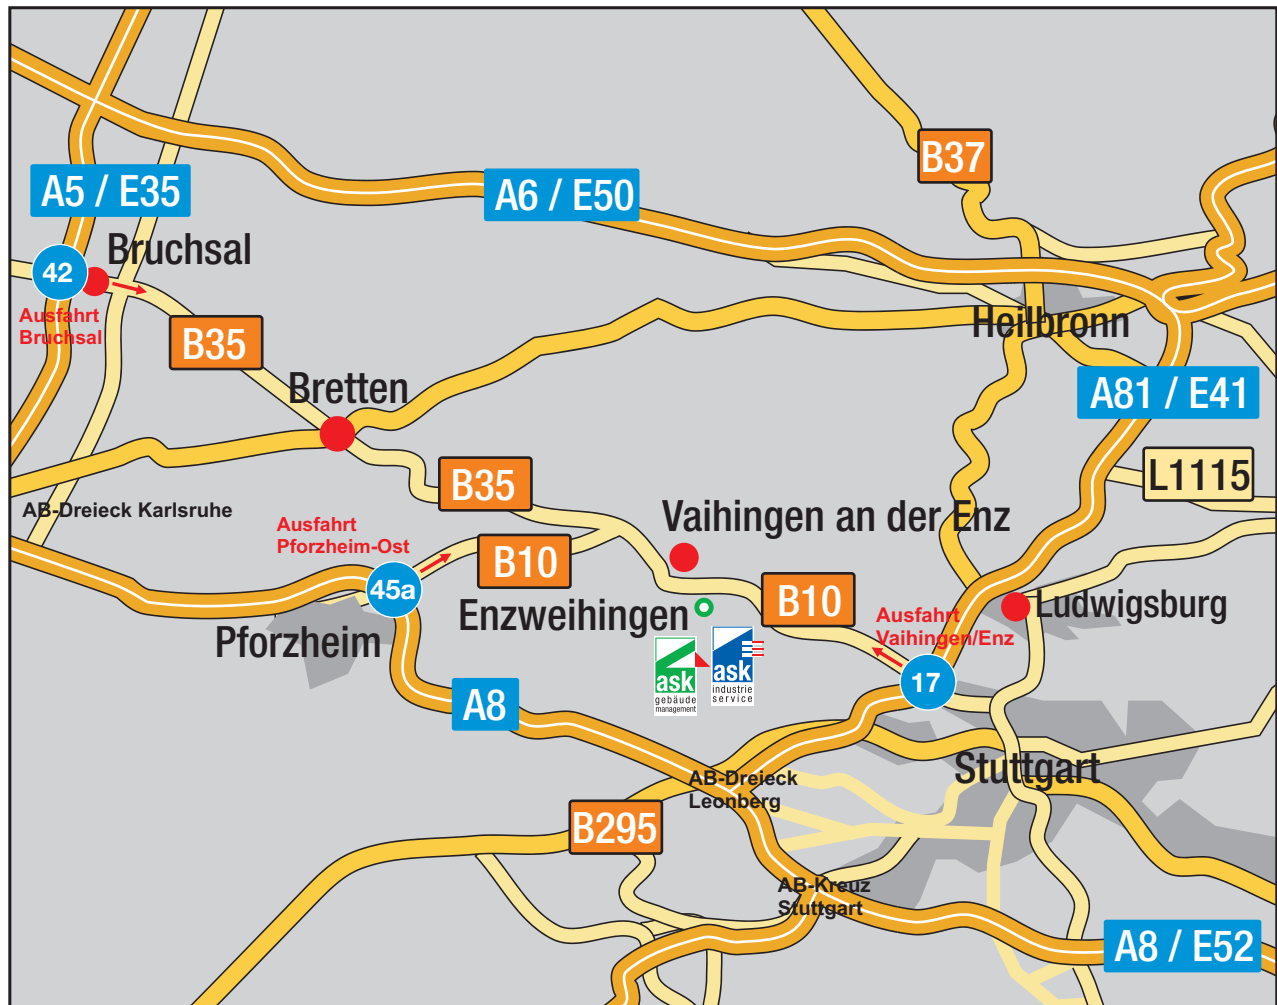 B37
A5 / E35
A6 / E50
Bruchsal
42
Ausfahrt
Bruchsal
B35
Heilbronn
Bretten
A81 / E41
L1115
B35
AB-Dreieck Karlsruhe
Vaihingen an der Enz
Ausfahrt
Pforzheim-Ost
B10
45a
B10
Enzweihingen
Ludwigsburg
Ausfahrt
Vaihingen/Enz
Pforzheim
ask
gebäude
management
ask
industrie
service
17
A8
Stuttgart
AB-Dreieck
Leonberg
B295
AB-Kreuz
Stuttgart
A8 / E52